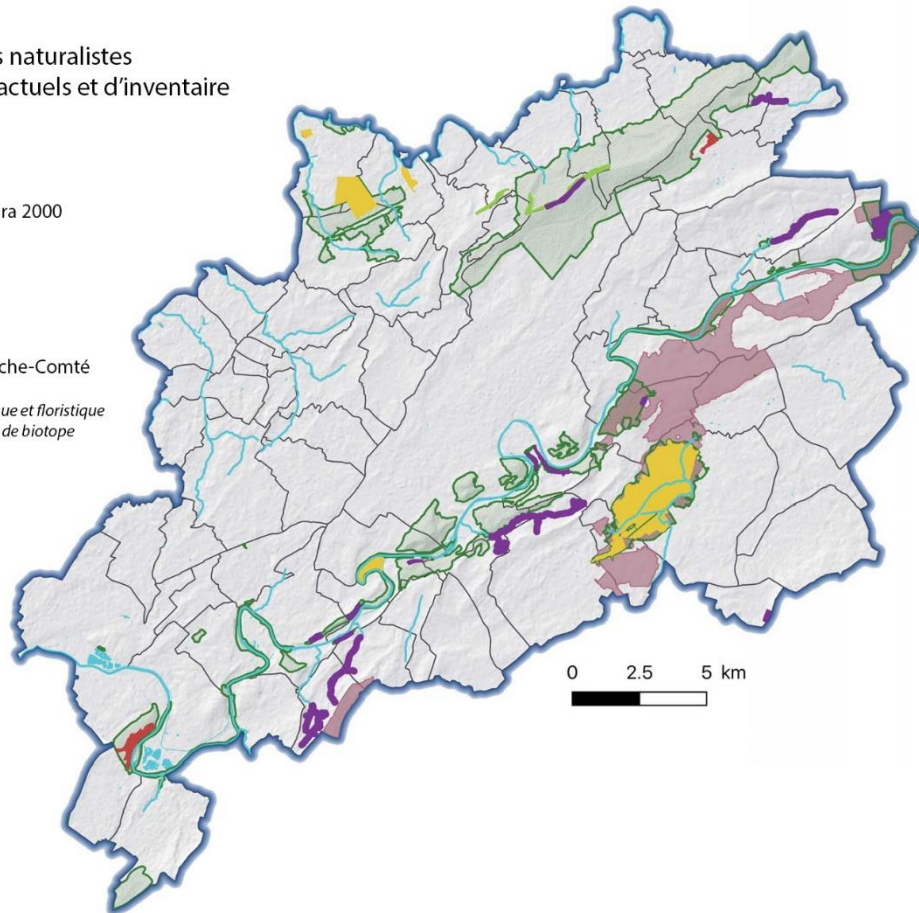 s naturalistes
actuels et d'inventaire
ra 2000
che-Comté
ue et floristique
de biotope
0 2.5 5 km